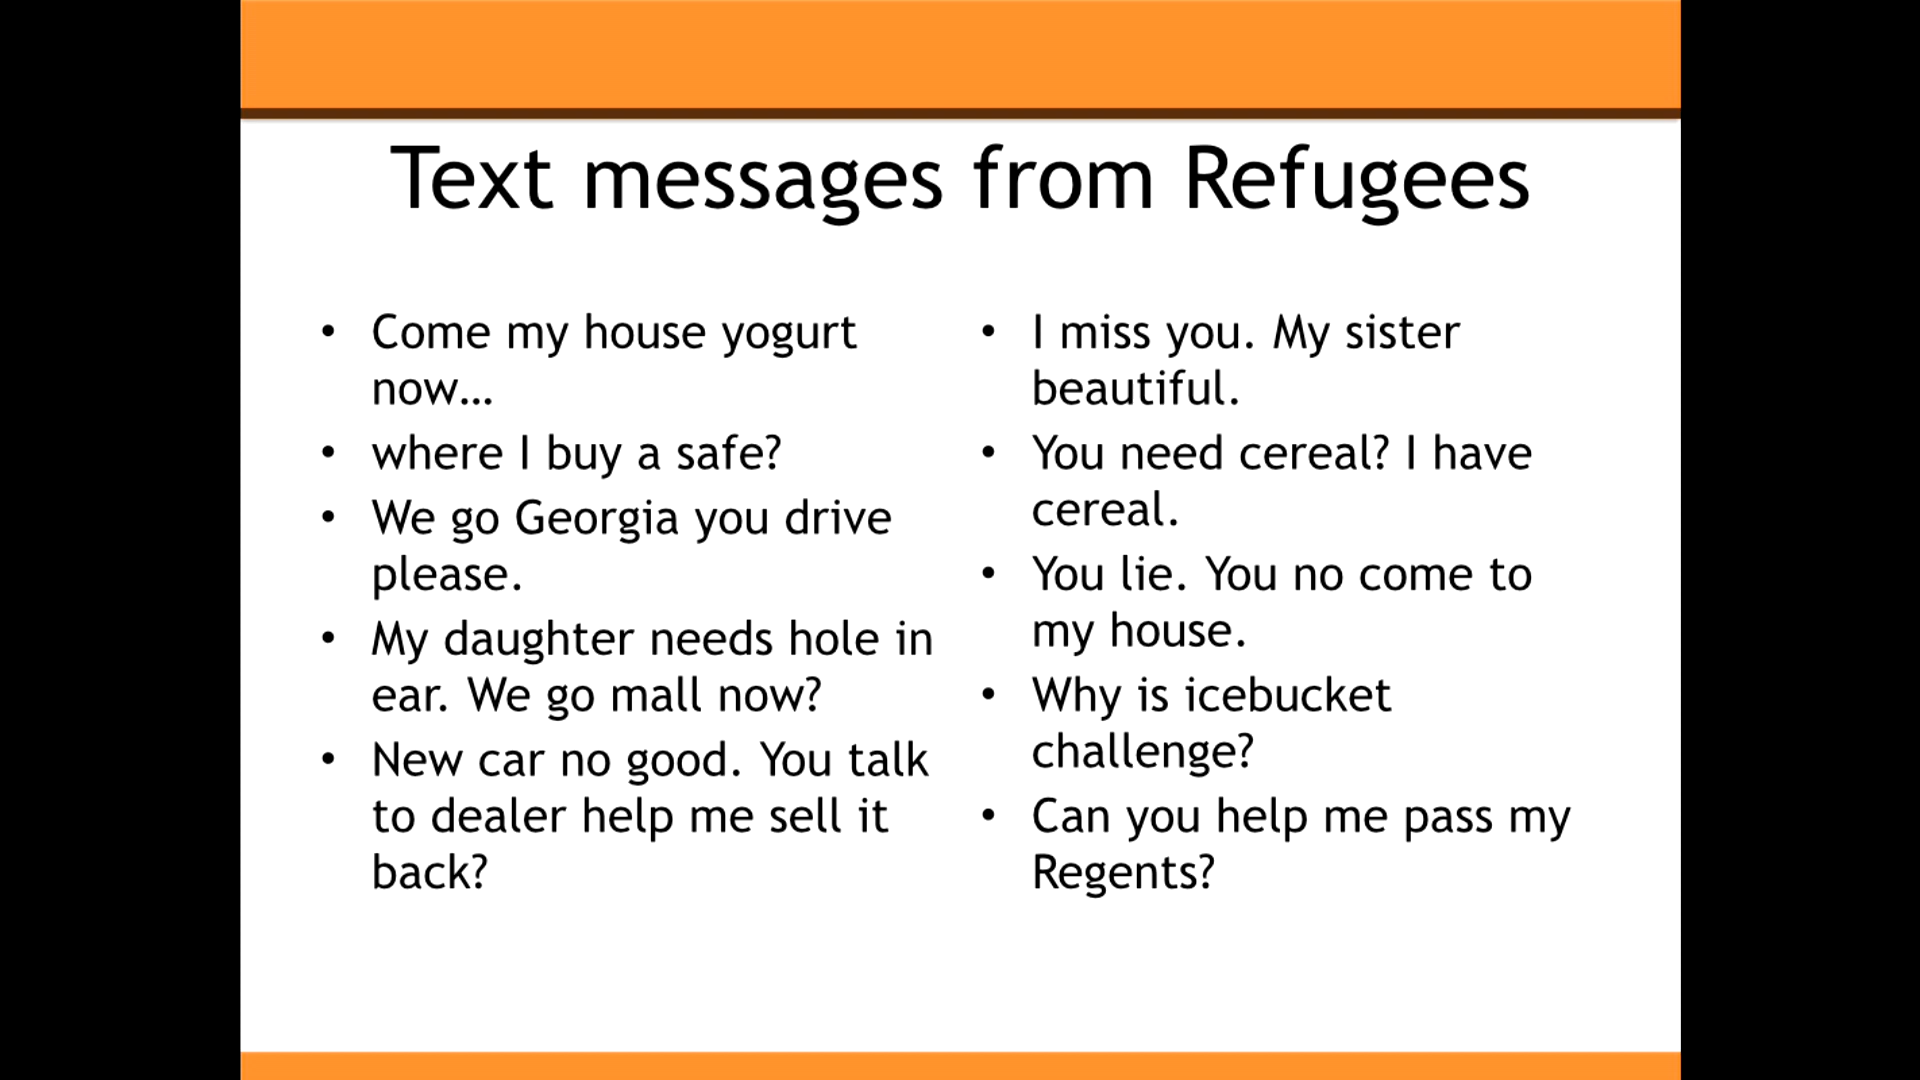 Text messages from Refugees
• Come my house yogurt
now…
• where I buy a safe?
• We go Georgia you drive
please.
• My daughter needs hole in
ear. We go mall now?
• New car no good. You talk
to dealer help me sell it
back?
• I miss you. My sister
beautiful.
• You need cereal? I have
cereal.
• You lie. You no come to
my house.
• Why is icebucket
challenge?
• Can you help me pass my
Regents?